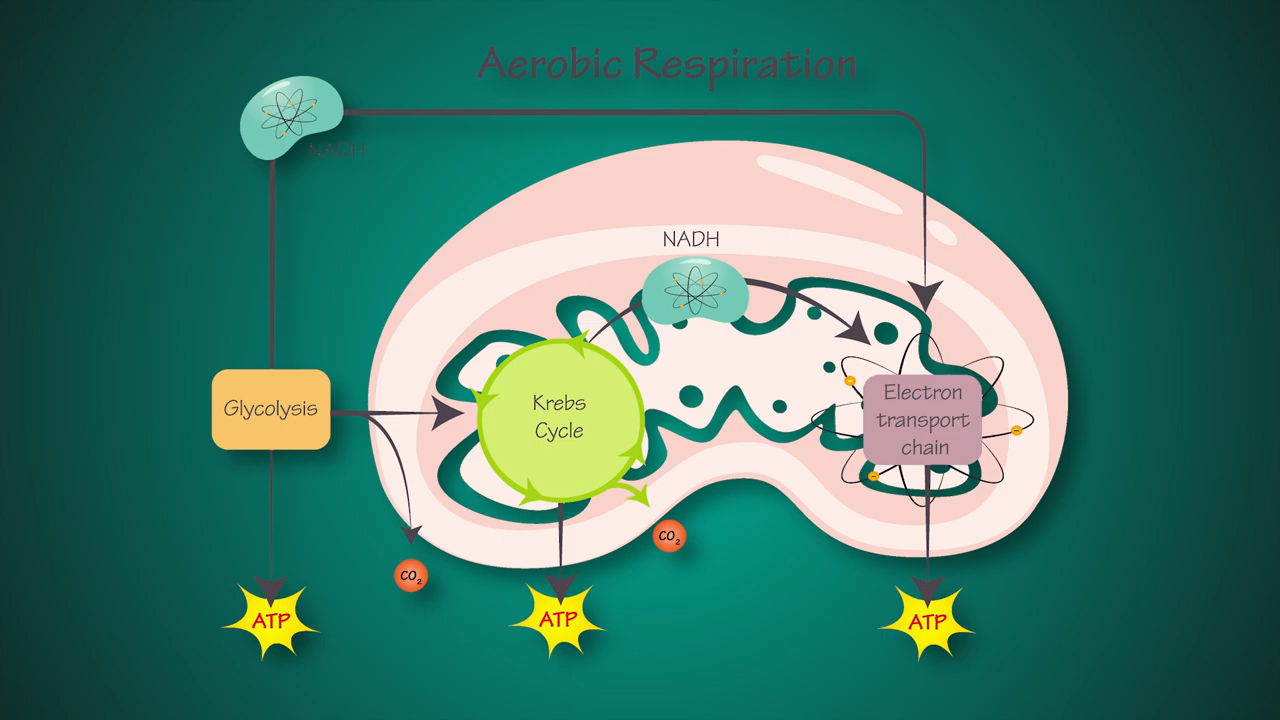 Aerobic Respiration
NADH
NADH
Glycolysis
Krebs
Cycle
Electron
transport
chain
CO₂
CO₂
ATP
ATP
ATP